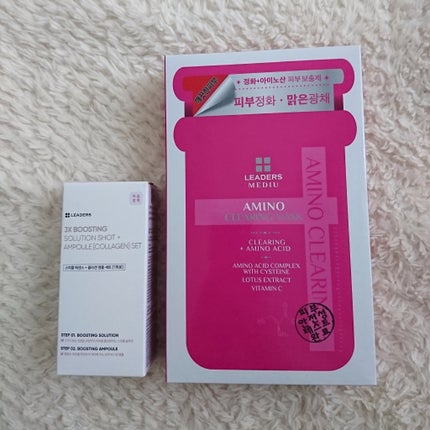 LEADERS
3X BOOSTING
SOLUTION SHOT +
AMPOULE [COLLAGEN] SET
STEP 01. BOOSTING SOLUTION
STEP 02. BOOSTING AMPOULE
정화+아미노산 피부보충제
피부정화 · 맑은광채
LEADERS
MEDIU
AMINO
CLEARING MASK
CLEARING
+ AMINO ACID
AMINO ACID COMPLEX
WITH CYSTEINE
LOTUS EXTRACT
VITAMIN C
AMINO CLEARIN